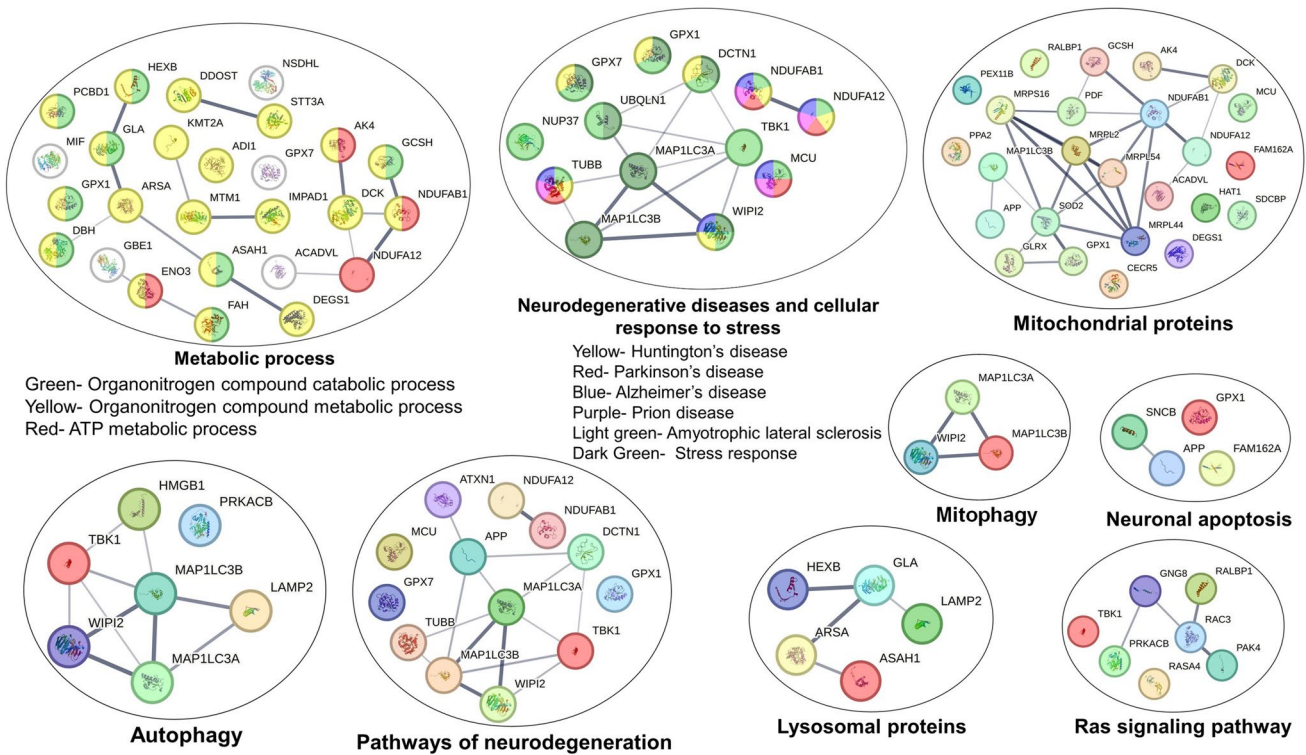 HEXB
DDOST
NSDHL
PCBD1
STT3A
KMT2A
AK4
GLA
MIF
ADI1
GPX7
GCSH
GPX1
ARSA
MTM1
IMPAD1
DCK
NDUFAB1
DBH
GBE1
ASAH1
ACADVL
NDUFA12
ENO3
FAH
DEGS1
Metabolic process
Green- Organonitrogen compound catabolic process
Yellow- Organonitrogen compound metabolic process
Red- ATP metabolic process
GPX1
DCTN1
GPX7
NDUFAB1
UBQLN1
NDUFA12
NUP37
TBK1
MAP1LC3A
TUBB
MCU
MAP1LC3B
WIPI2
Neurodegenerative diseases and cellular
response to stress
Yellow- Huntington's disease
Red- Parkinson's disease
Blue- Alzheimer's disease
Purple- Prion disease
Light green- Amyotrophic lateral sclerosis
Dark Green- Stress response
RALBP1
GCSH
AK4
DCK
PEX11B
MRPS16
PDF
NDUFAB1
MCU
PPA2
MRPL2
NDUFA12
MAP1LC3B
MRPL54
FAM162A
ACADVL
HAT1
APP
SOD2
SDCBP
MRPL44
GLRX
GPX1
DEGS1
CECR5
Mitochondrial proteins
MAP1LC3A
WIPI2
MAP1LC3B
Mitophagy
SNCB
GPX1
APP
FAM162A
Neuronal apoptosis
HMGB1
PRKACB
TBK1
MAP1LC3B
LAMP2
WIPI2
MAP1LC3A
Autophagy
ATXN1
NDUFA12
NDUFAB1
MCU
APP
DCTN1
GPX7
MAP1LC3A
GPX1
TUBB
TBK1
MAP1LC3B
WIPI2
Pathways of neurodegeneration
HEXB
GLA
LAMP2
ARSA
ASAH1
Lysosomal proteins
GNG8
RALBP1
TBK1
RAC3
PRKACB
PAK4
RASA4
Ras signaling pathway